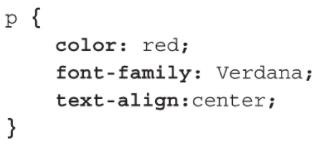 p {
    color: red;
    font-family: Verdana;
    text-align:center;
}